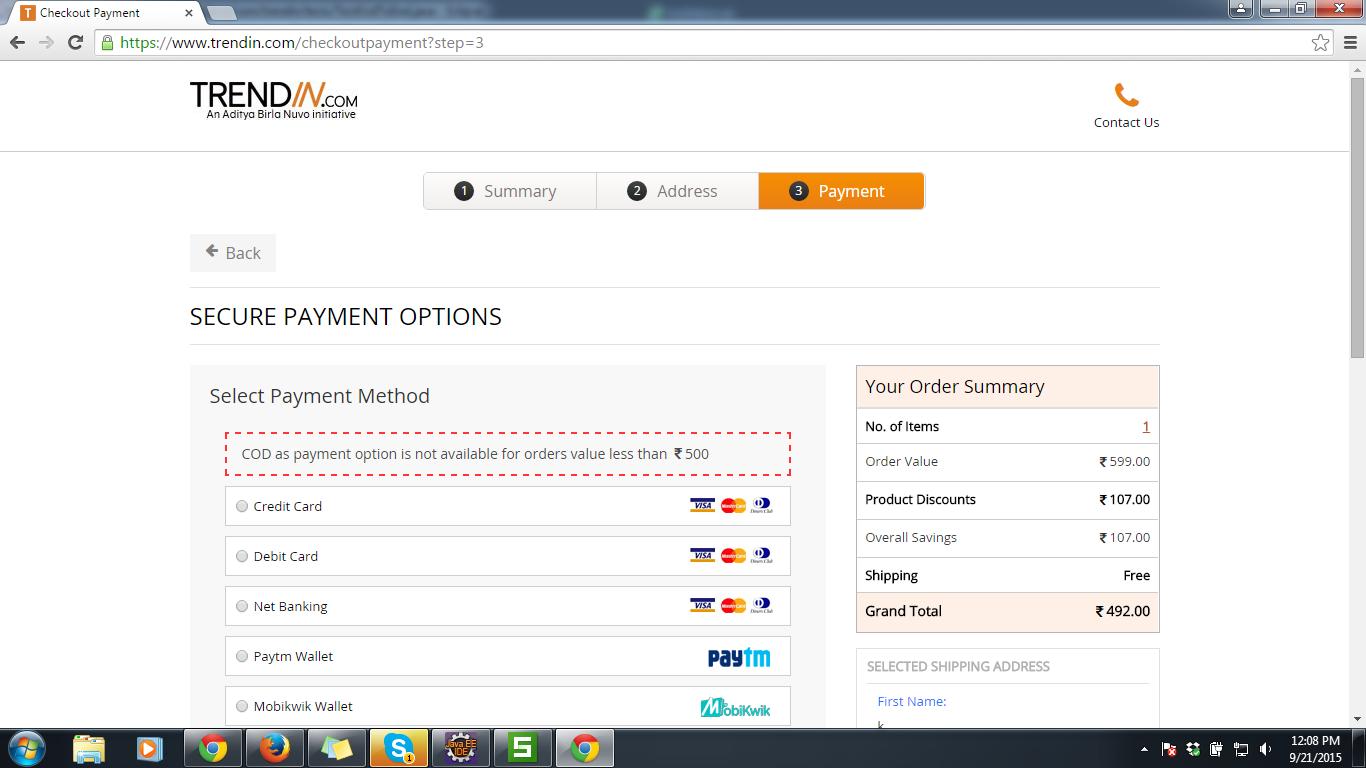 Checkout Payment
https://www.trendin.com/checkoutpayment?step=3
TRENDIN.COM
An Aditya Birla Nuvo initiative
Contact Us
1 Summary
2 Address
3 Payment
Back
SECURE PAYMENT OPTIONS
Select Payment Method
COD as payment option is not available for orders value less than ₹ 500
Credit Card VISA MasterCard Diners Club
Debit Card VISA MasterCard Diners Club
Net Banking VISA MasterCard Diners Club
Paytm Wallet paytm
Mobikwik Wallet MobiKwik
Your Order Summary
No. of Items 1
Order Value ₹ 599.00
Product Discounts ₹ 107.00
Overall Savings ₹ 107.00
Shipping Free
Grand Total ₹ 492.00
SELECTED SHIPPING ADDRESS
First Name:
k
Java EE
IDE
12:08 PM
9/21/2015